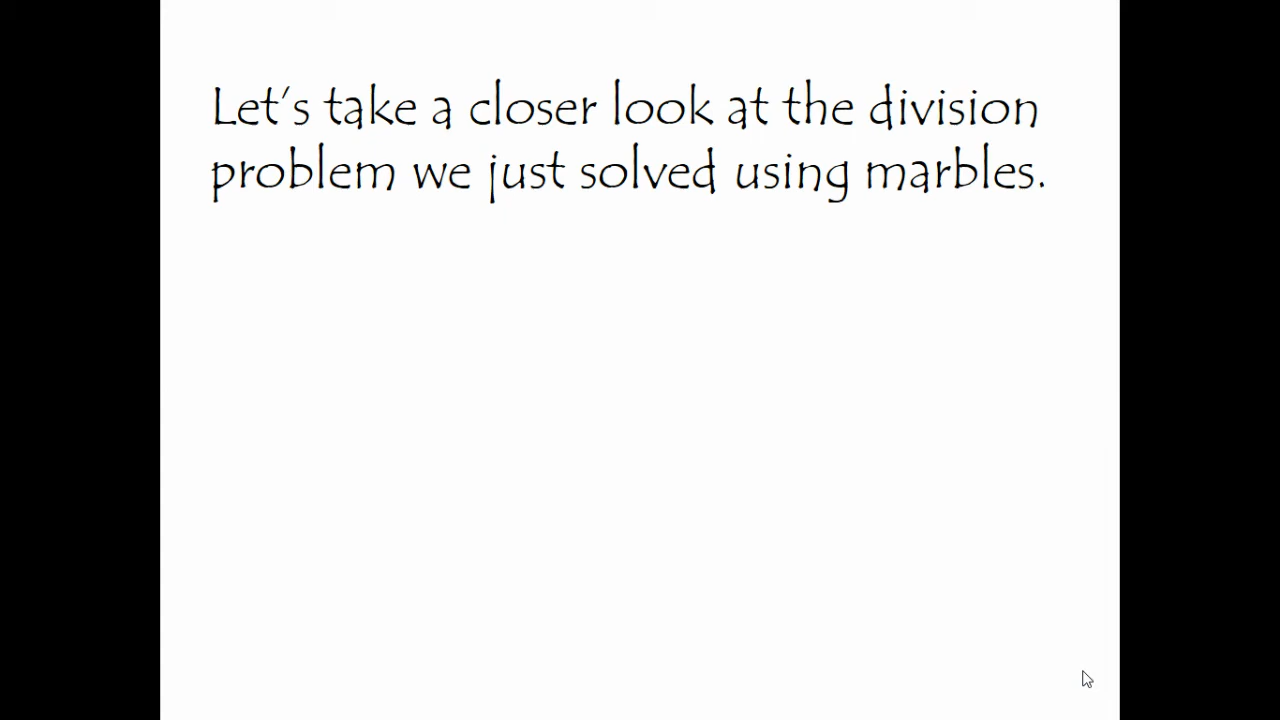 Let's take a closer look at the division
problem we just solved using marbles.